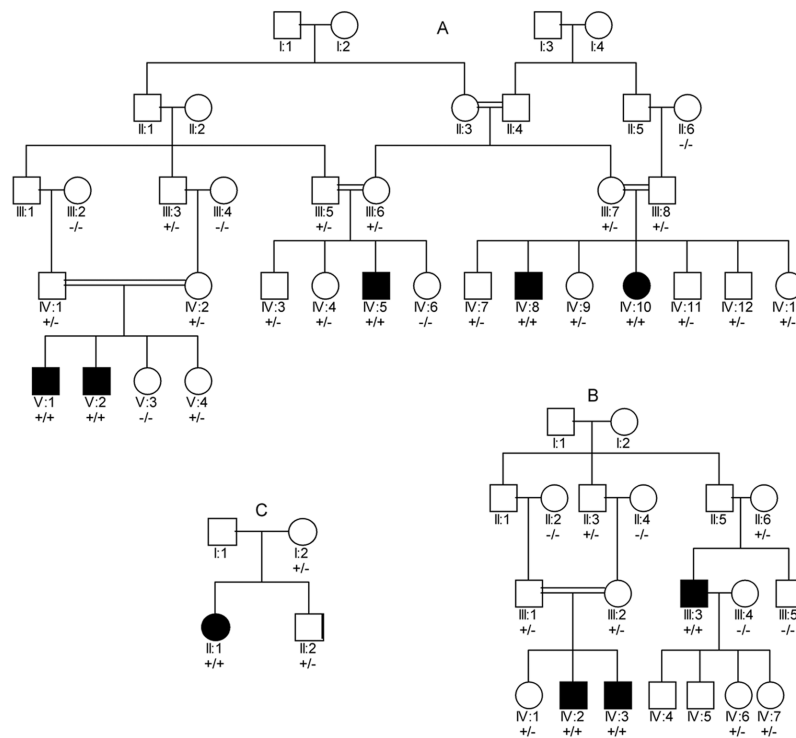 A
I:1 I:2 I:3 I:4
II:1 II:2 II:3 II:4 II:5 II:6
-/-
III:1 III:2 III:3 III:4 III:5 III:6 III:7 III:8
-/- +/- -/- +/- +/- +/- +/-
IV:1 IV:2 IV:3 IV:4 IV:5 IV:6 IV:7 IV:8 IV:9 IV:10 IV:11 IV:12 IV:1
+/- +/- +/- +/- +/+ -/- +/- +/+ +/- +/+ +/- +/- +/-
V:1 V:2 V:3 V:4
+/+ +/+ -/- +/-
B
I:1 I:2
II:1 II:2 II:3 II:4 II:5 II:6
-/- +/- -/- +/-
III:1 III:2 III:3 III:4 III:5
+/- +/- +/+ -/- -/-
IV:1 IV:2 IV:3 IV:4 IV:5 IV:6 IV:7
+/- +/+ +/+ +/- +/-
C
I:1 I:2
+/-
II:1 II:2
+/+ +/-